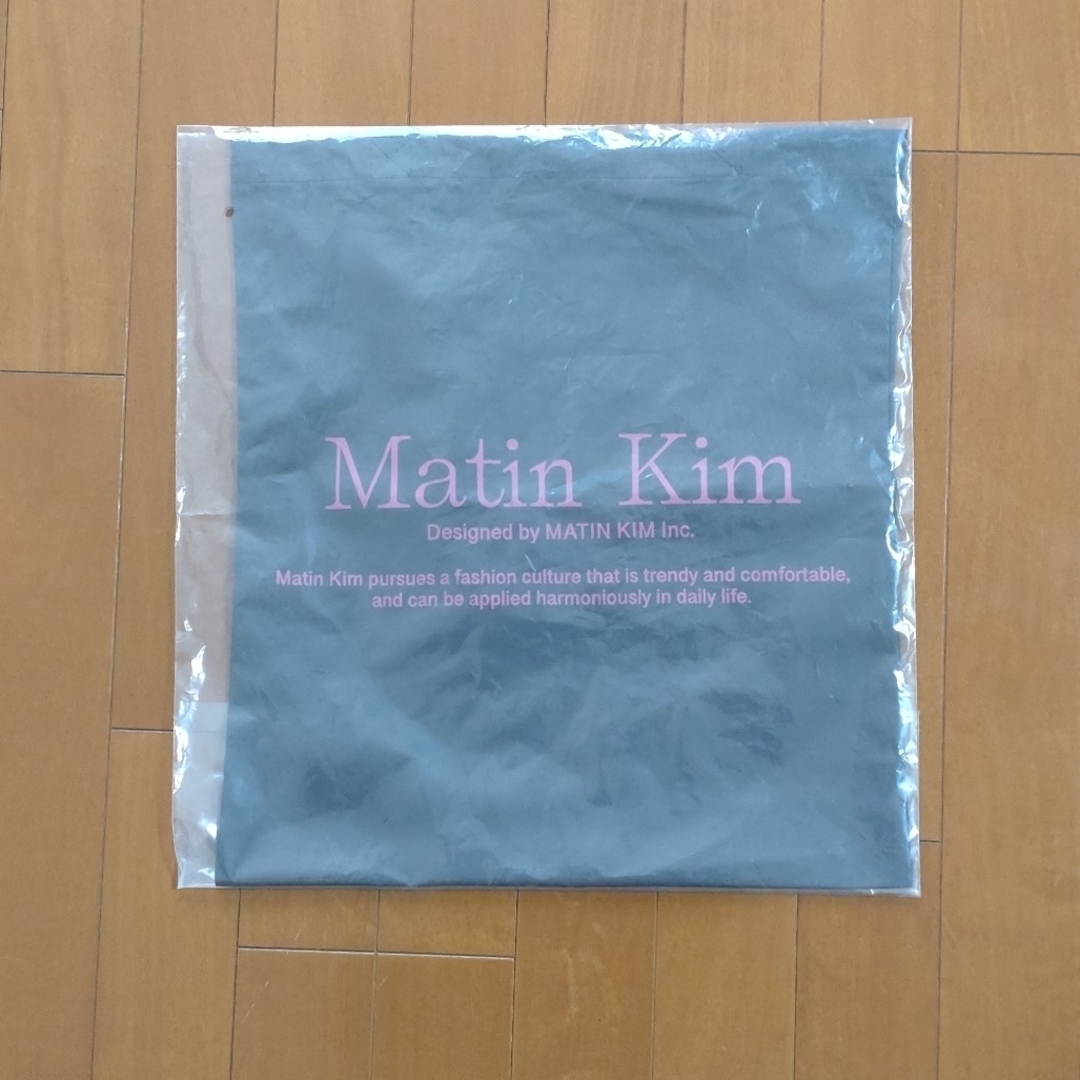 Matin Kim
Designed by MATIN KIM Inc.
Matin Kim pursues a fashion culture that is trendy and comfortable,
and can be applied harmoniously in daily life.